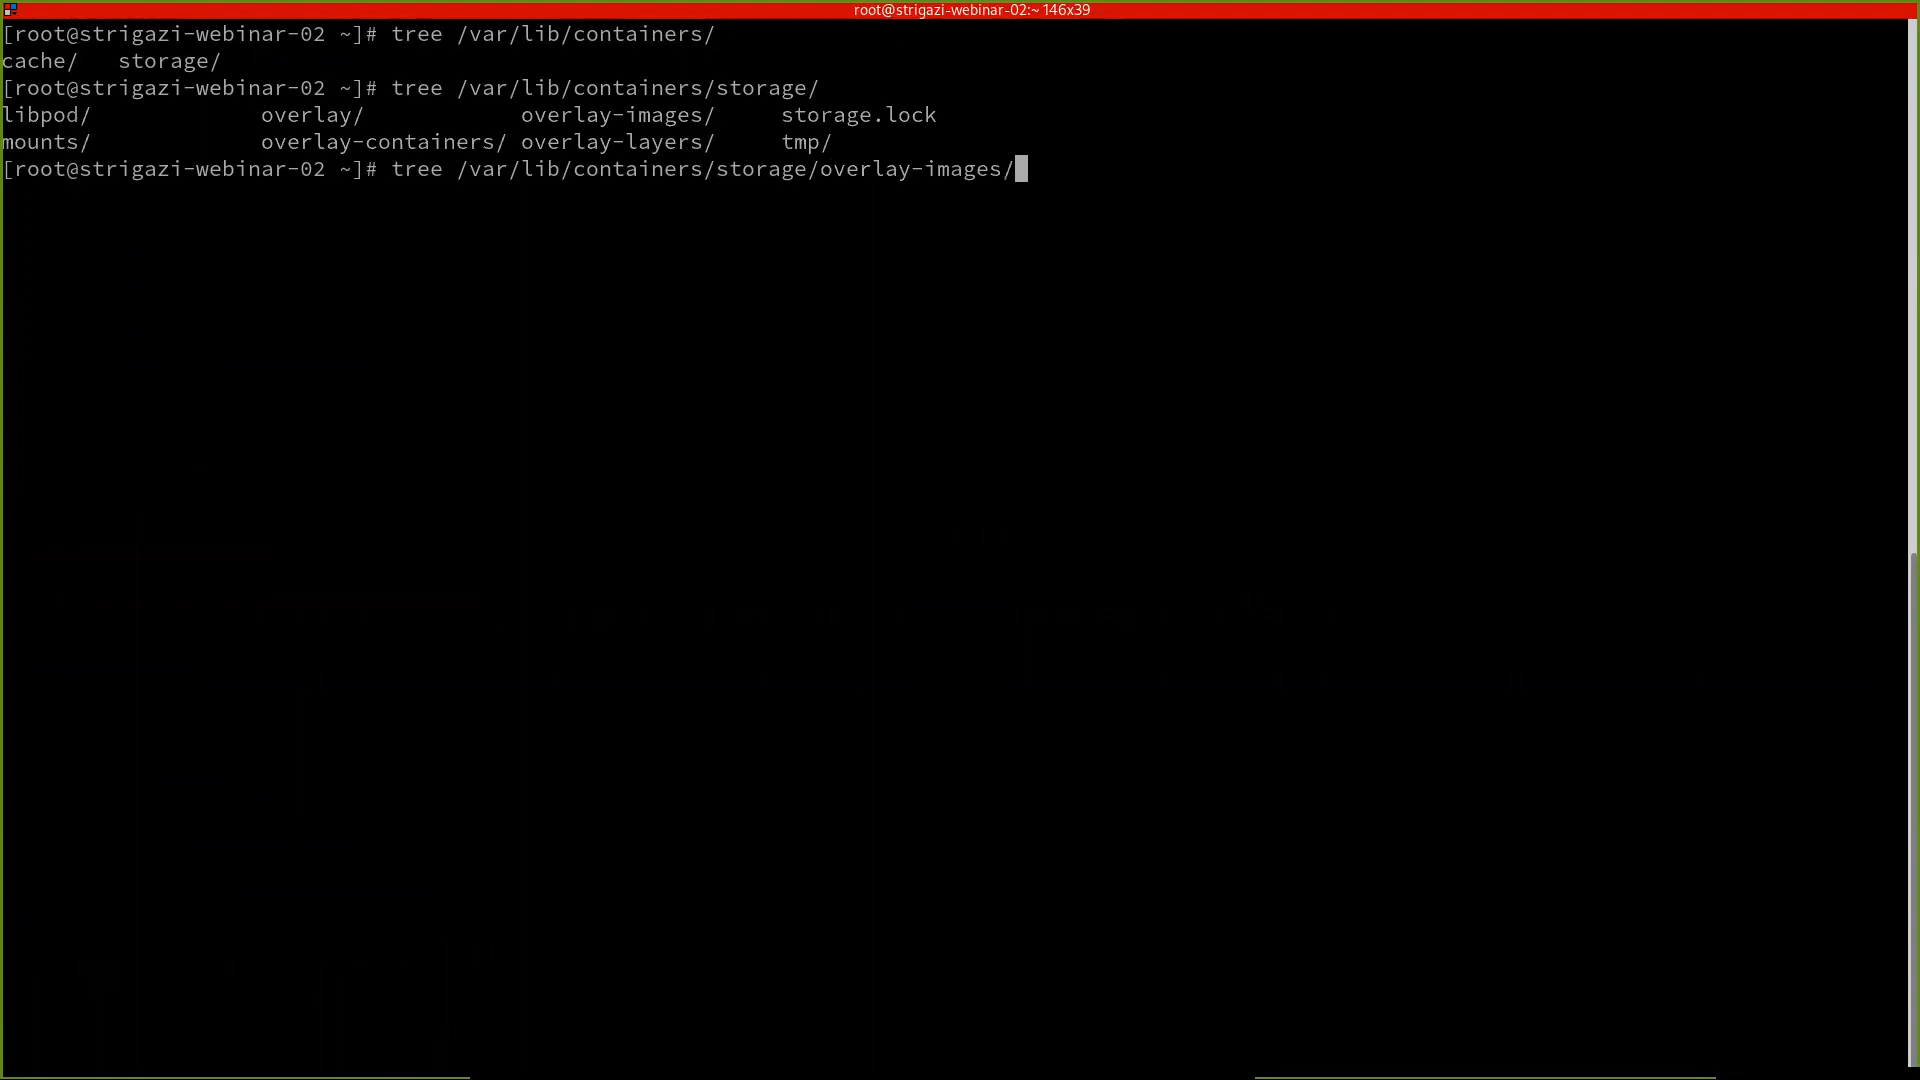 root@strigazi-webinar-02:~ 146x39
[root@strigazi-webinar-02 ~]# tree /var/lib/containers/
cache/   storage/
[root@strigazi-webinar-02 ~]# tree /var/lib/containers/storage/
libpod/             overlay/            overlay-images/     storage.lock
mounts/             overlay-containers/ overlay-layers/     tmp/
[root@strigazi-webinar-02 ~]# tree /var/lib/containers/storage/overlay-images/